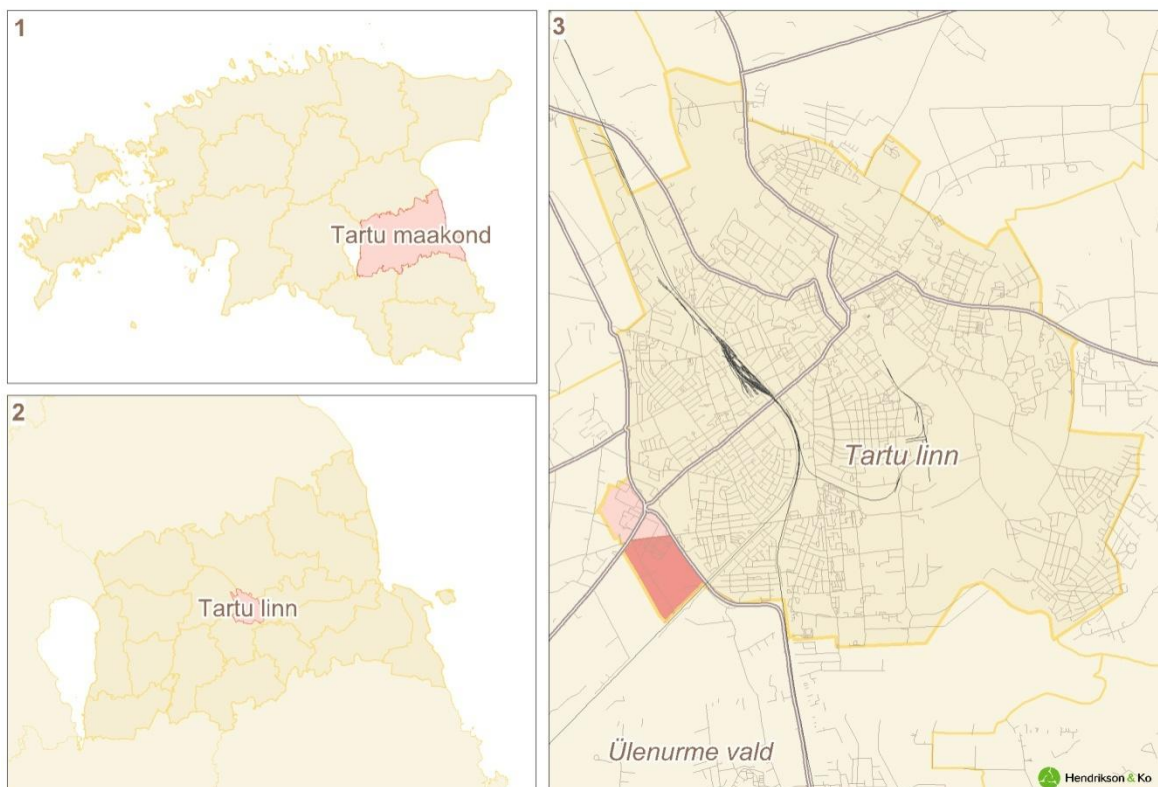 1
Tartu maakond
2
Tartu linn
3
Tartu linn
Ülenurme vald
Hendrikson & Ko